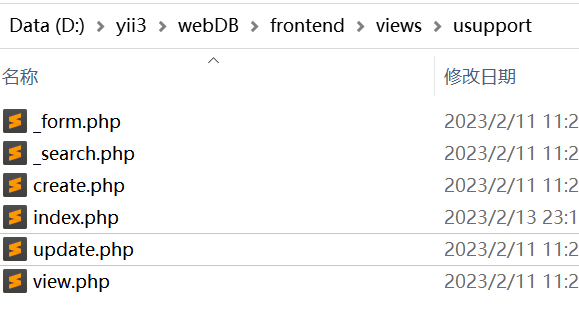 Data (D:) > yii3 > webDB > frontend > views > usupport
名称 修改日期
_form.php 2023/2/11 11:2
_search.php 2023/2/11 11:2
create.php 2023/2/11 11:2
index.php 2023/2/13 23:1
update.php 2023/2/11 11:2
view.php 2023/2/11 11:2